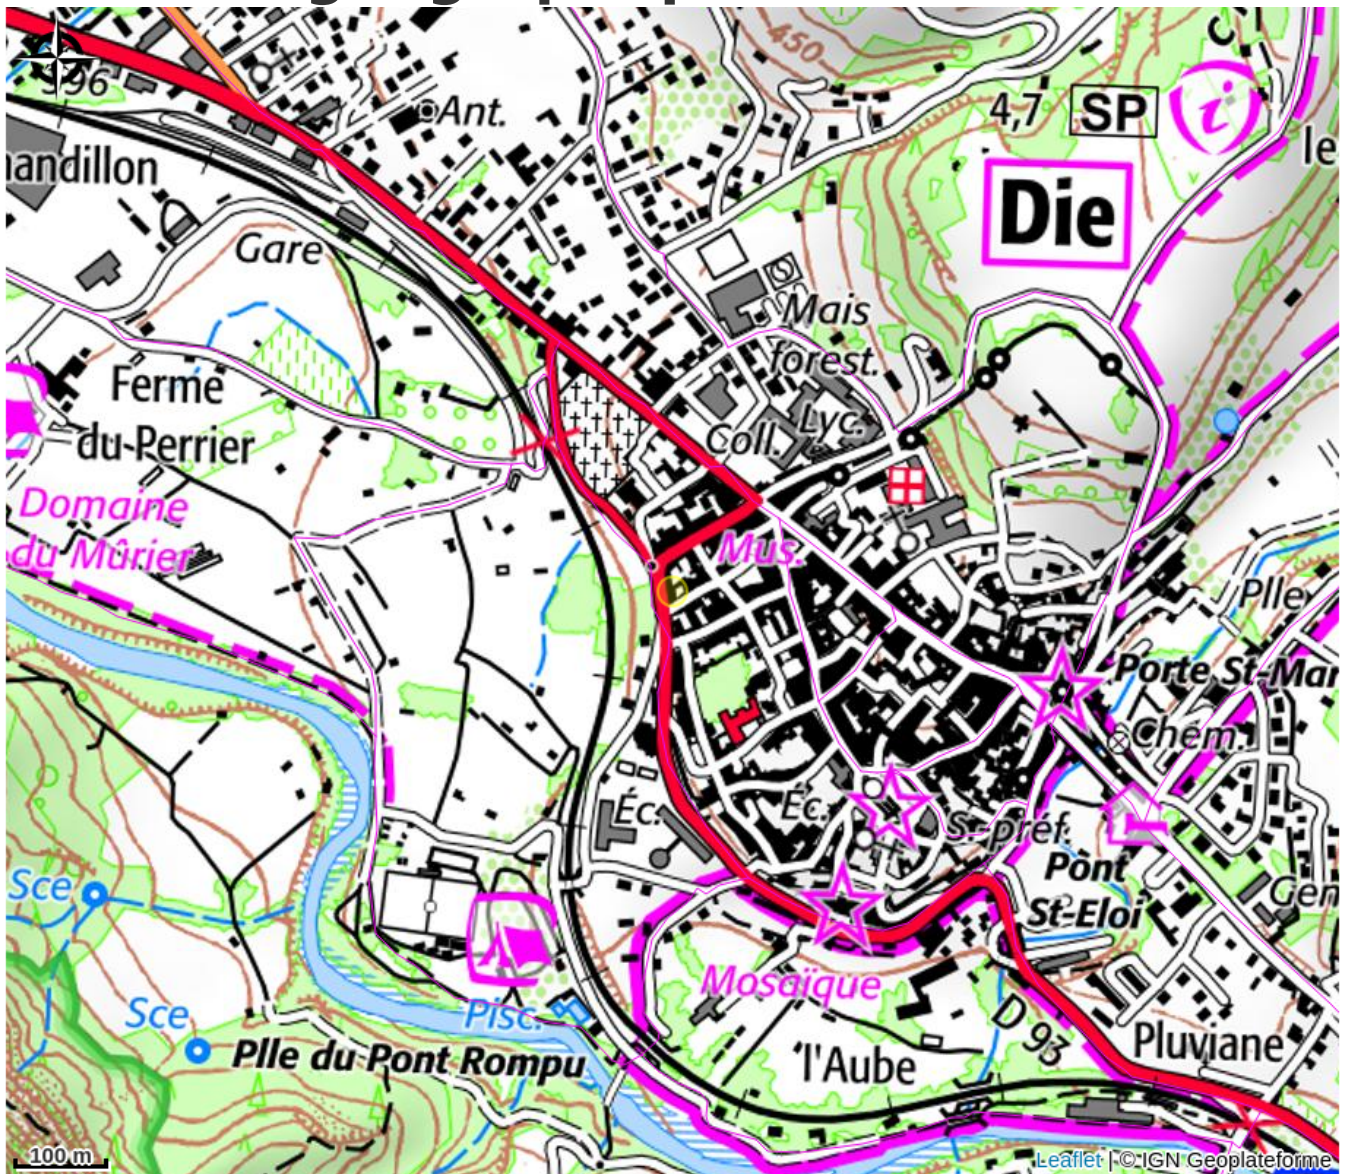 396
Ant.
450
4,7
SP
i
le
andillon
Die
Gare
Mais
forest.
Ferme
du Perrier
Coll.
Lyc.
Domaine
du Mûrier
Mus.
Plle
Porte St-Mar
Chem.
Éc.
Éc.
S.-préf.
Pont
St-Eloi
Gen
Sce
Mosaïque
Sce
Pisc.
D 93
Pluviane
Plle du Pont Rompu
l'Aube
100 m
Leaflet | © IGN Geoplateforme